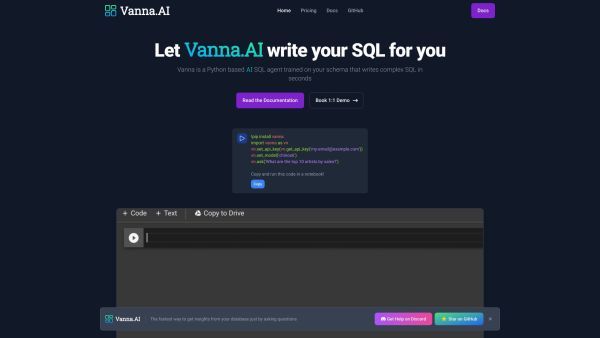 Vanna.AI
Home Pricing Docs GitHub
Docs
Let Vanna.AI write your SQL for you
Vanna is a Python based AI SQL agent trained on your schema that writes complex SQL in
seconds
Read the Documentation
Book 1:1 Demo →
!pip install vanna
import vanna as vn
vn.set_api_key(vn.get_api_key('my-email@example.com'))
vn.set_model('chinook')
vn.ask('What are the top 10 artists by sales?')
Copy and run this code in a notebook!
Copy
+ Code + Text Copy to Drive
Vanna.AI
The fastest way to get insights from your database just by asking questions
Get Help on Discord
Star on GitHub
×